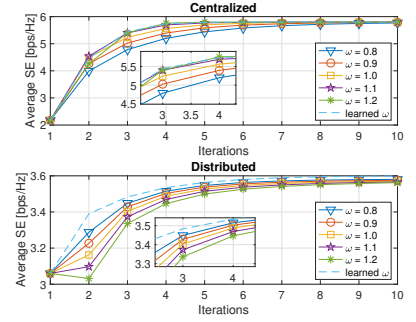 Centralized
Average SE [bps/Hz]
6
5
4
3
2
5.5
5
4.5
3 3.5 4
ω = 0.8
ω = 0.9
ω = 1.0
ω = 1.1
ω = 1.2
learned ω
1 2 3 4 5 6 7 8 9 10
Iterations
Distributed
Average SE [bps/Hz]
3.6
3.4
3.2
3
3.5
3.4
3.3
3 4
ω = 0.8
ω = 0.9
ω = 1.0
ω = 1.1
ω = 1.2
learned ω
1 2 3 4 5 6 7 8 9 10
Iterations